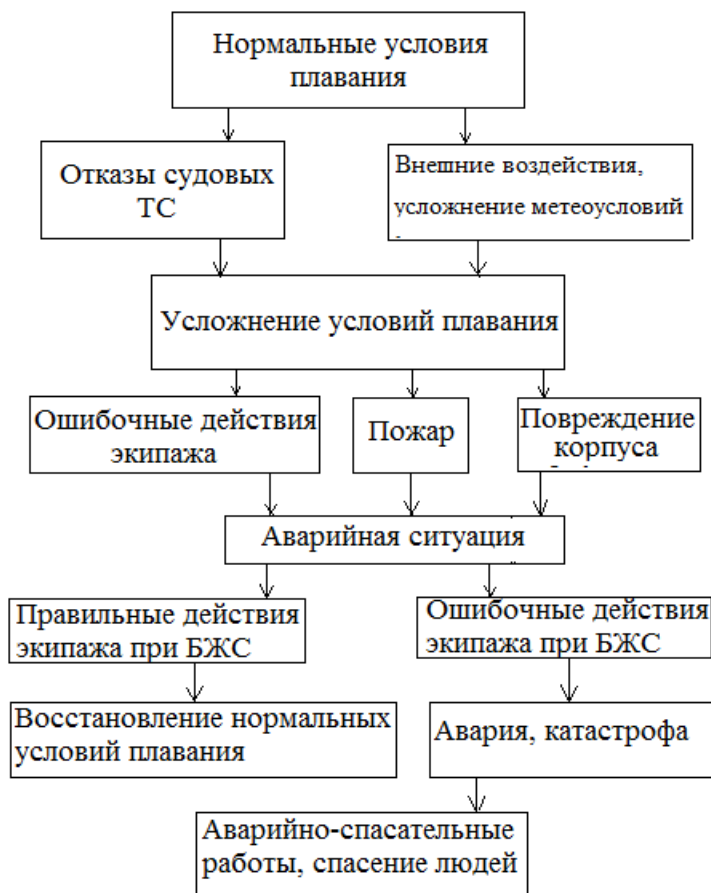 Нормальные условия
плавания
Отказы судовых
ТС
Внешние воздействия,
усложнение метеоусловий
Усложнение условий плавания
Ошибочные действия
экипажа
Пожар
Повреждение
корпуса
Аварийная ситуация
Правильные действия
экипажа при БЖС
Ошибочные действия
экипажа при БЖС
Восстановление нормальных
условий плавания
Авария, катастрофа
Аварийно-спасательные
работы, спасение людей